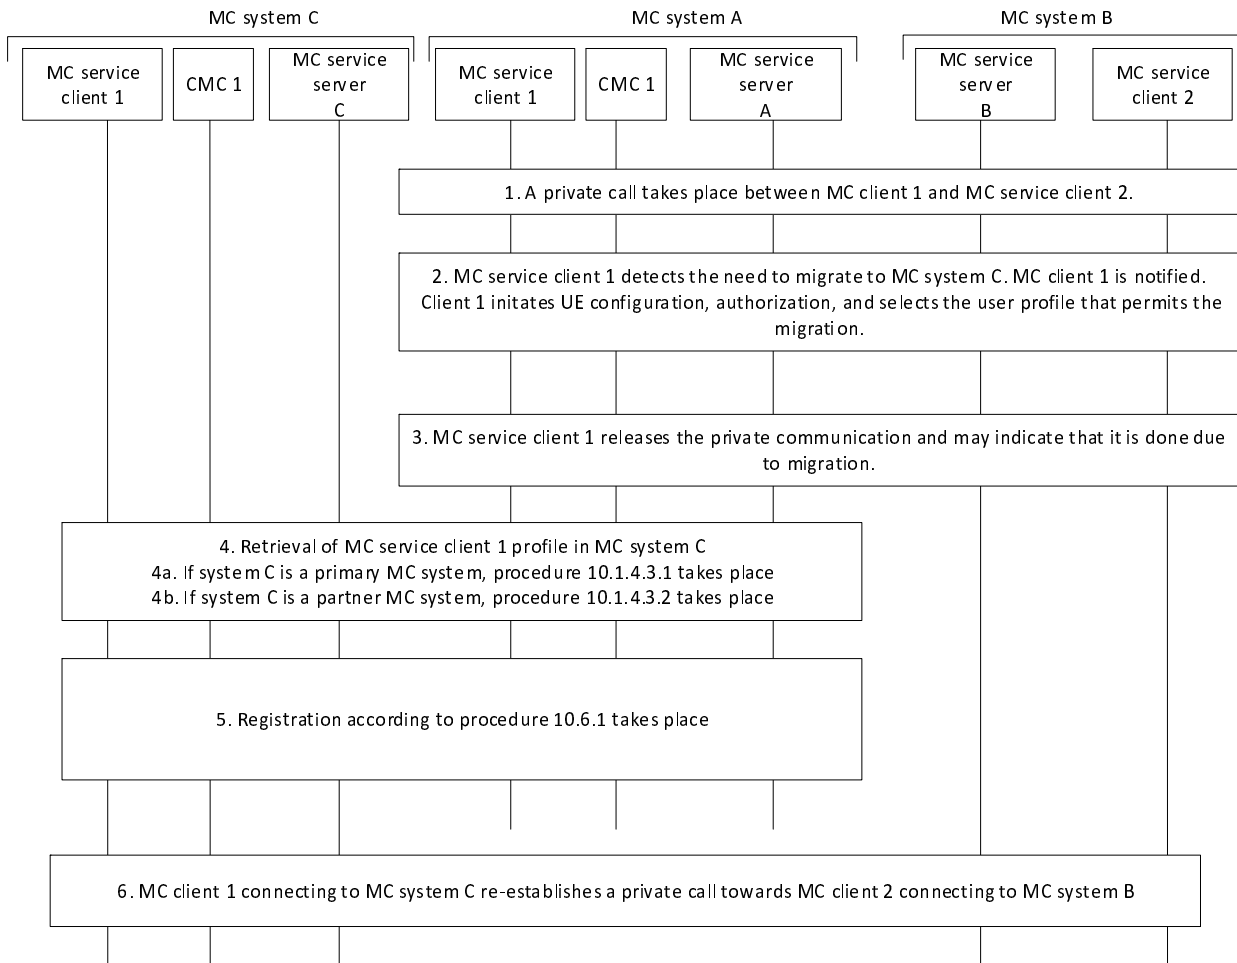 MC system C
MC system A
MC system B
MC service
client 1
CMC 1
MC service
server
C
MC service
client 1
CMC 1
MC service
server
A
MC service
server
B
MC service
client 2
1. A private call takes place between MC client 1 and MC service client 2.
2. MC service client 1 detects the need to migrate to MC system C. MC client 1 is notified.
Client 1 initates UE configuration, authorization, and selects the user profile that permits the
migration.
3. MC service client 1 releases the private communication and may indicate that it is done due
to migration.
4. Retrieval of MC service client 1 profile in MC system C
4a. If system C is a primary MC system, procedure 10.1.4.3.1 takes place
4b. If system C is a partner MC system, procedure 10.1.4.3.2 takes place
5. Registration according to procedure 10.6.1 takes place
6. MC client 1 connecting to MC system C re-establishes a private call towards MC client 2 connecting to MC system B